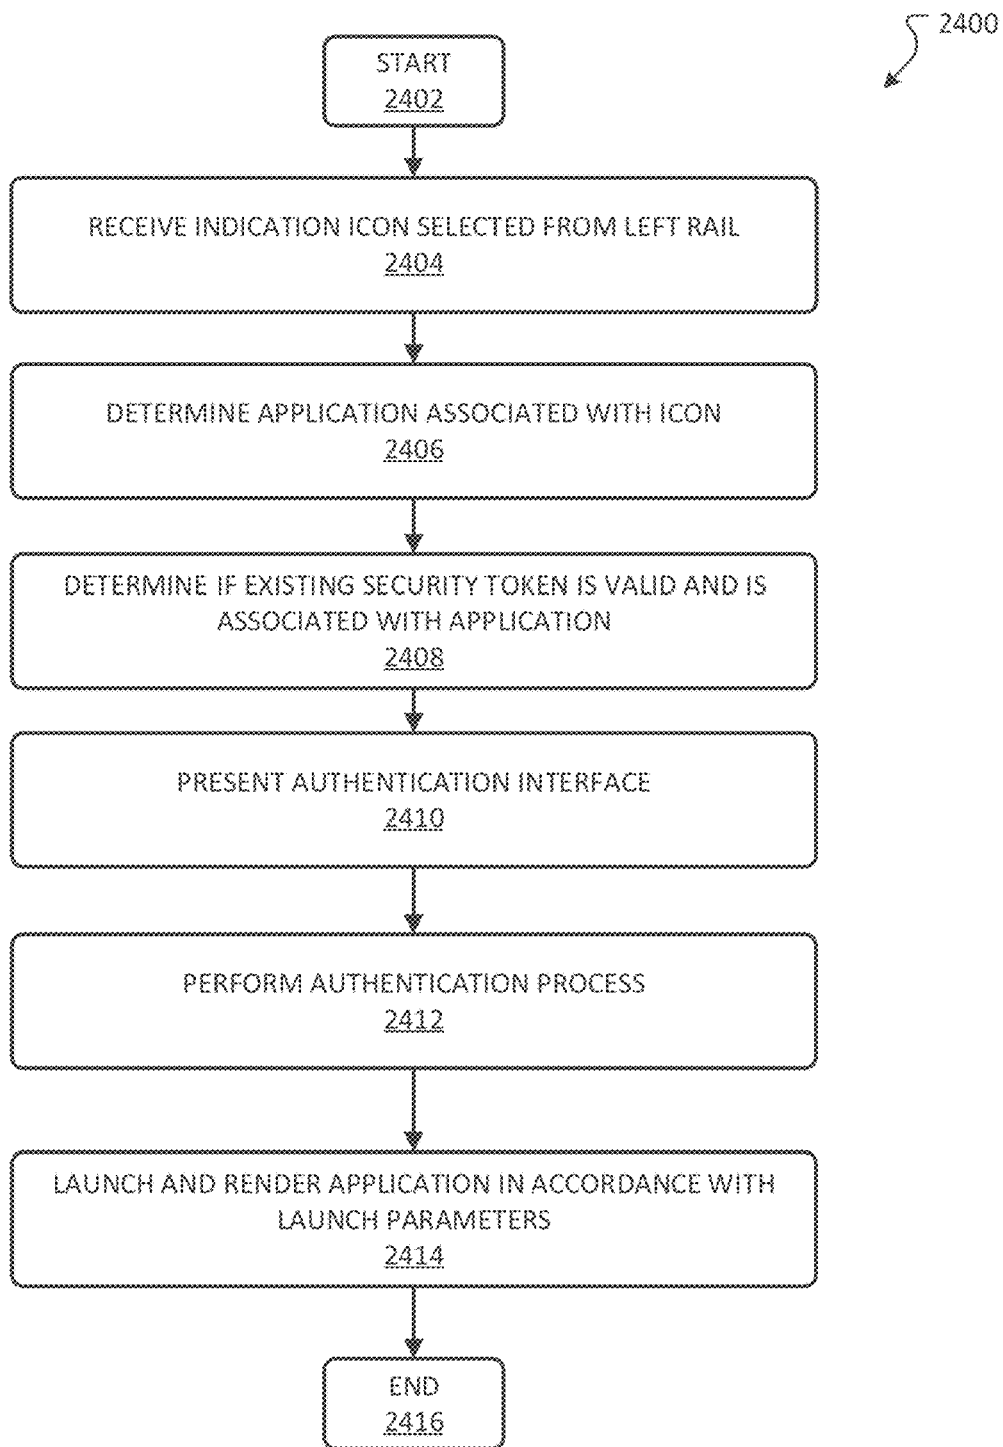 2400
START
2402
RECEIVE INDICATION ICON SELECTED FROM LEFT RAIL
2404
DETERMINE APPLICATION ASSOCIATED WITH ICON
2406
DETERMINE IF EXISTING SECURITY TOKEN IS VALID AND IS
ASSOCIATED WITH APPLICATION
2408
PRESENT AUTHENTICATION INTERFACE
2410
PERFORM AUTHENTICATION PROCESS
2412
LAUNCH AND RENDER APPLICATION IN ACCORDANCE WITH
LAUNCH PARAMETERS
2414
END
2416